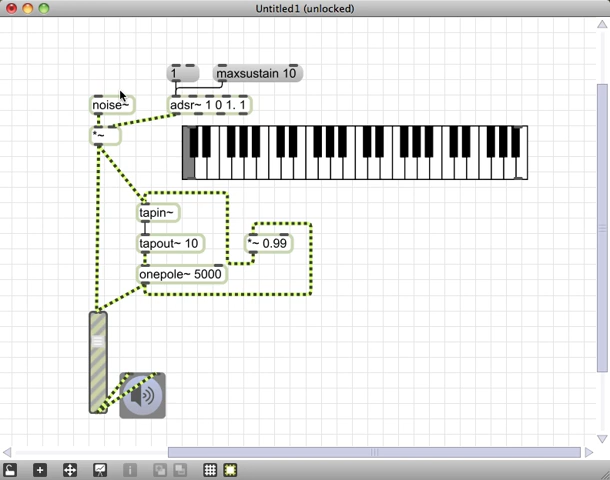 Untitled1 (unlocked)
1
maxsustain 10
noise~
adsr~ 1 0 1. 1
*~
tapin~
tapout~ 10
*~ 0.99
onepole~ 5000